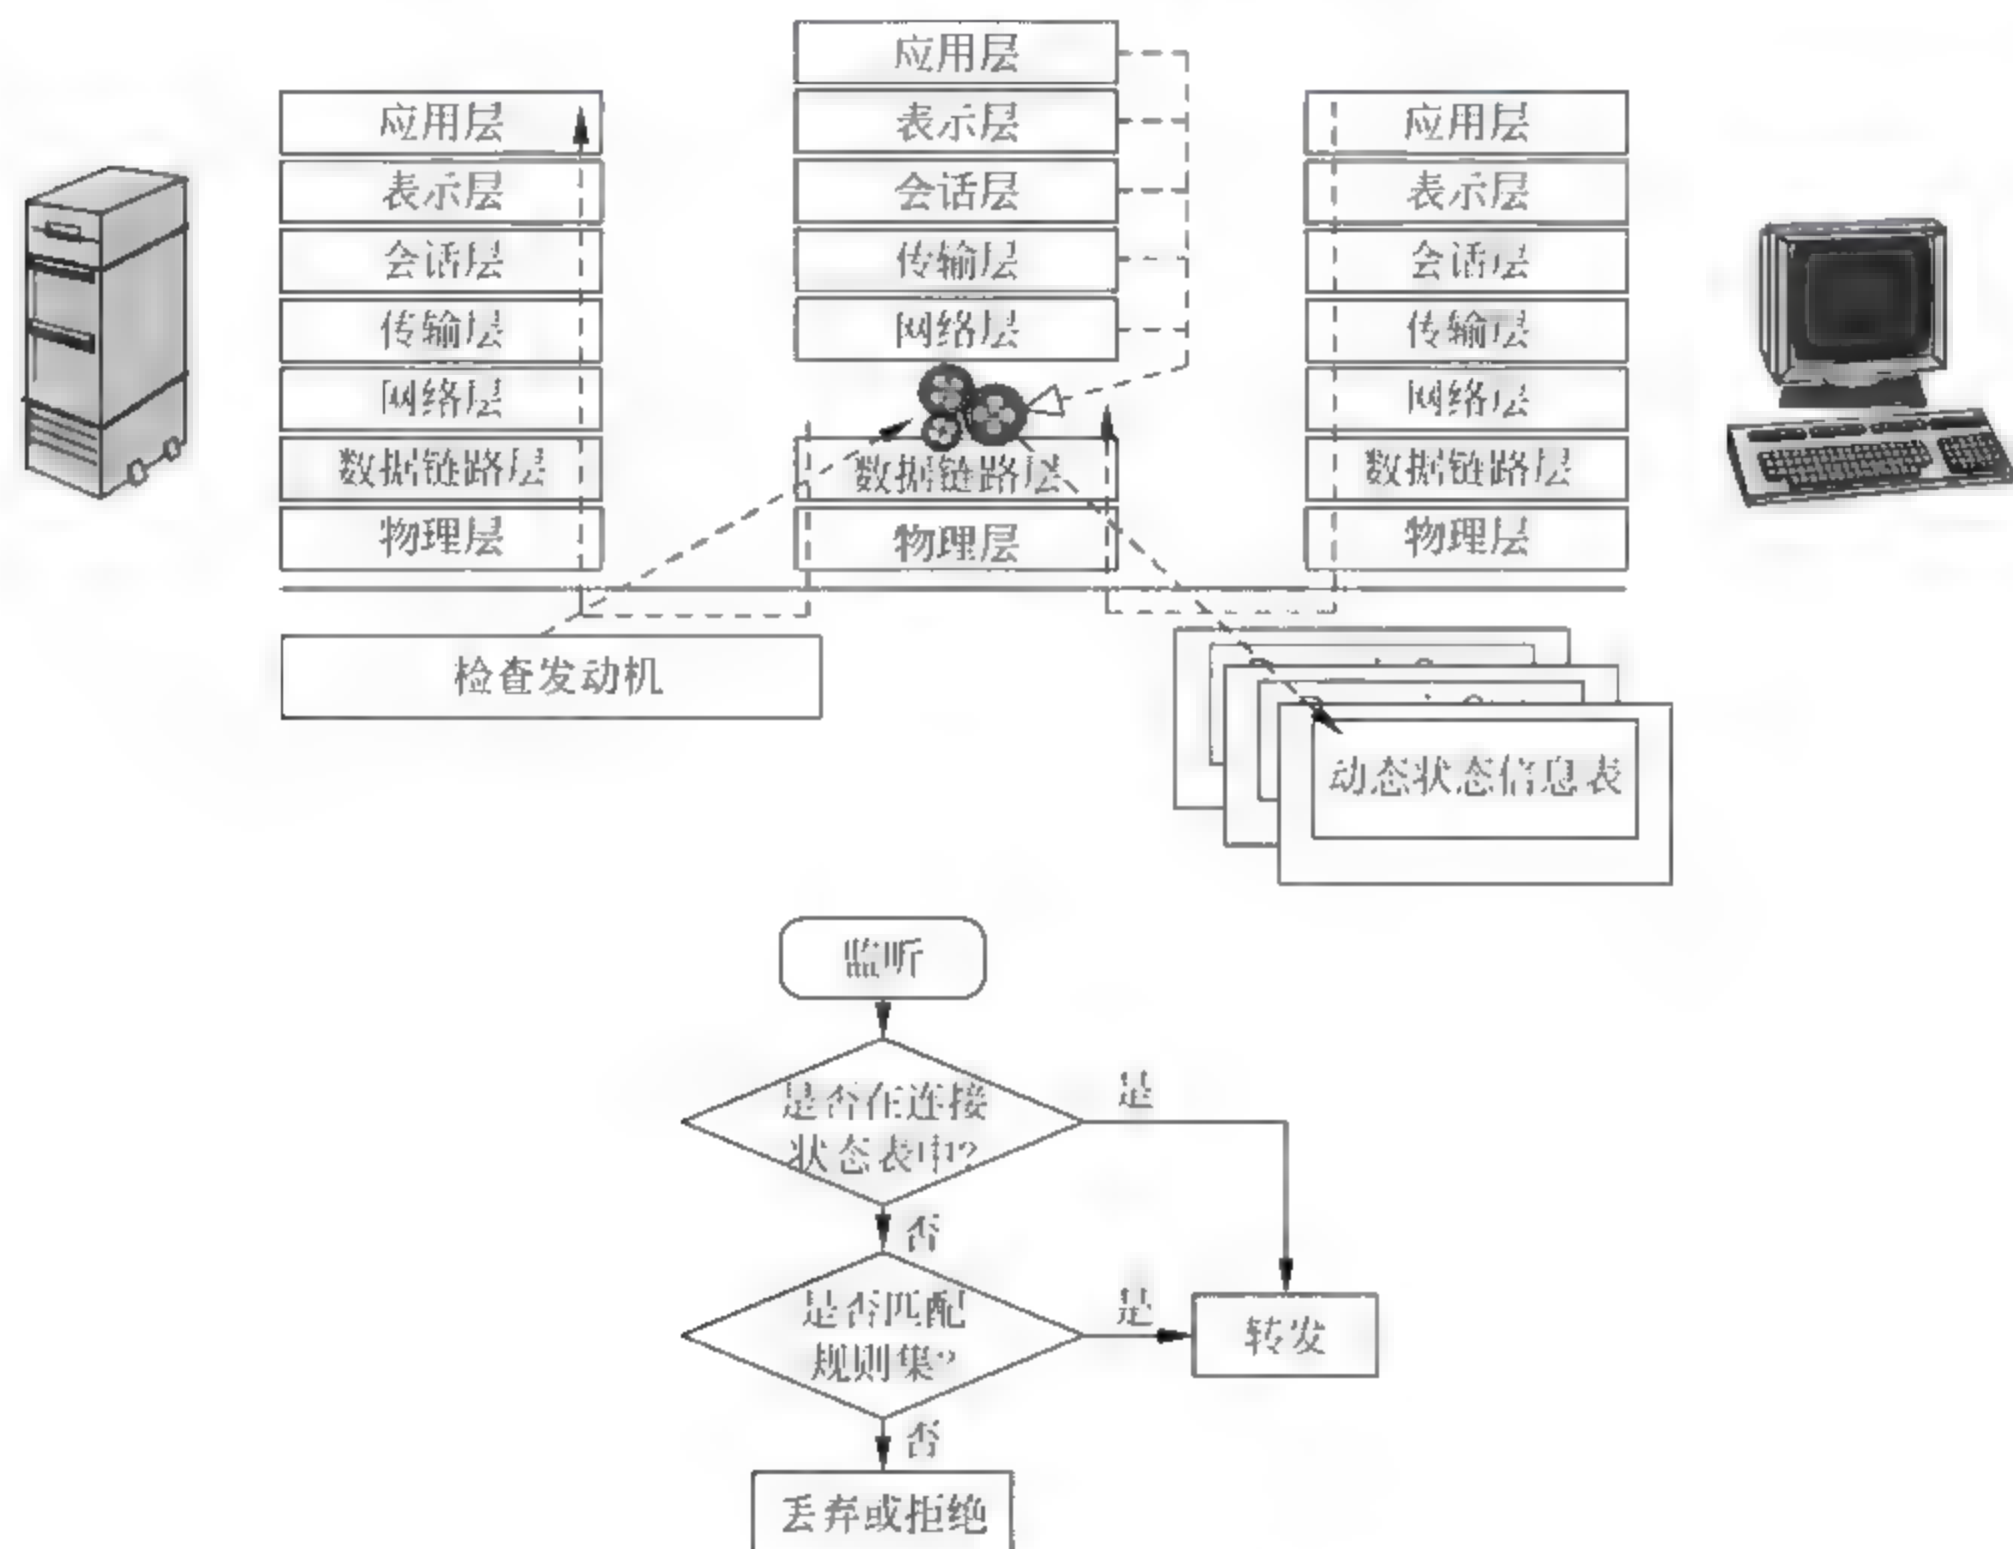 应用层
表示层
会话层
传输层
网络层
数据链路层
物理层
应用层
表示层
会话层
传输层
网络层
数据链路层
物理层
应用层
表示层
会话层
传输层
网络层
数据链路层
物理层
检查发动机
动态状态信息表
监听
是否在连接
状态表中?
是
否
是否匹配
规则集?
是
转发
否
丢弃或拒绝